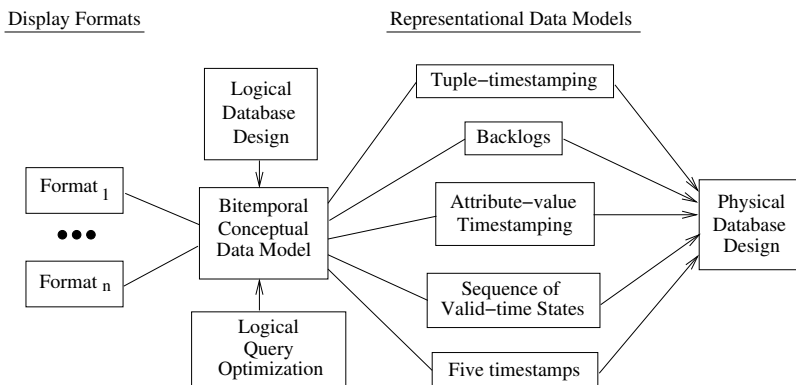 Display Formats
Representational Data Models
Logical
Database
Design
Format 1
Format n
Bitemporal
Conceptual
Data Model
Logical
Query
Optimization
Tuple−timestamping
Backlogs
Attribute−value
Timestamping
Sequence of
Valid−time States
Five timestamps
Physical
Database
Design